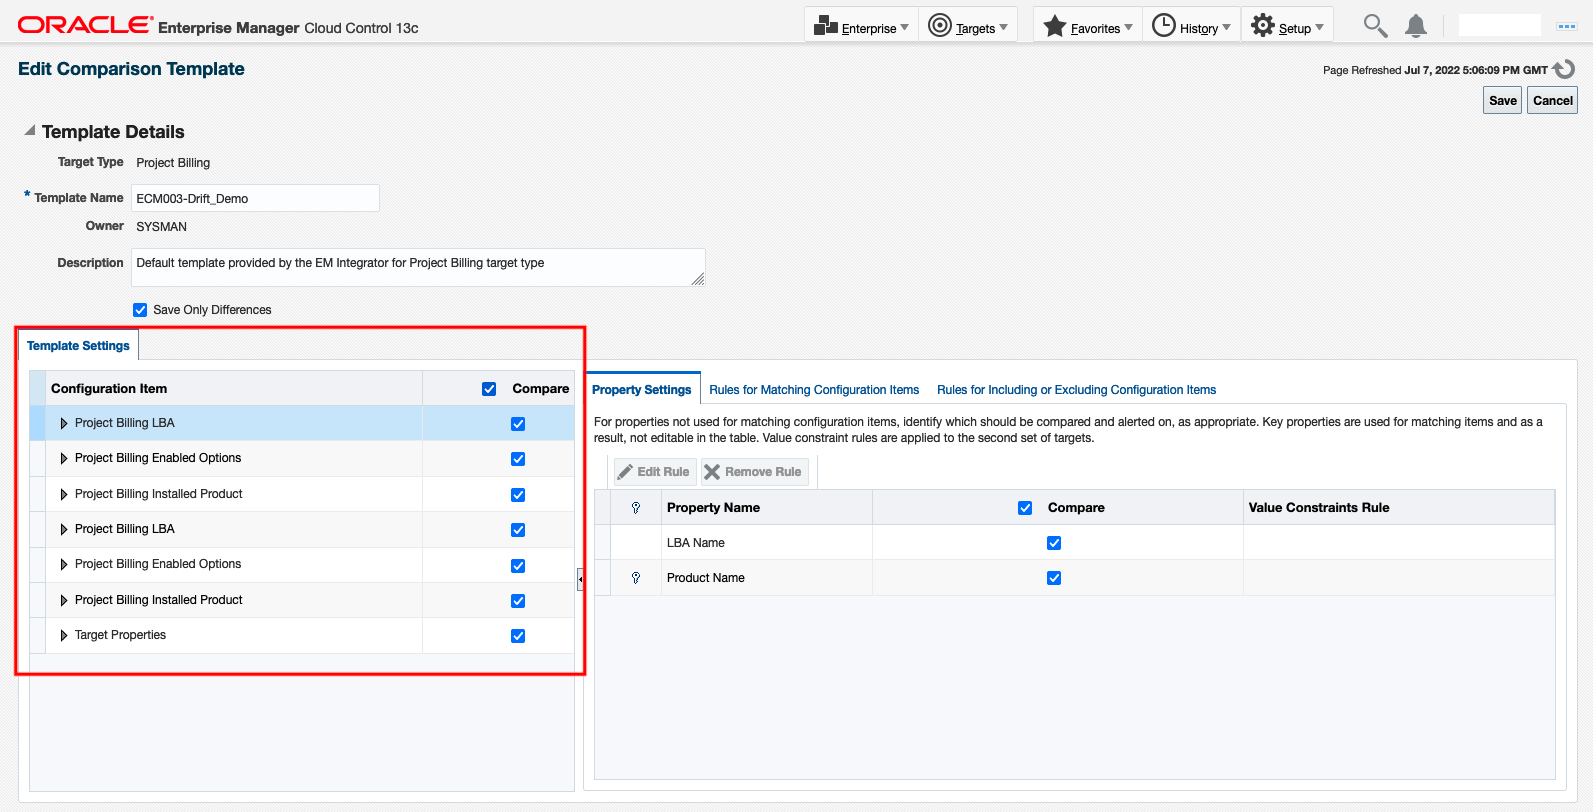 ORACLE Enterprise Manager Cloud Control 13c
Enterprise
Targets
Favorites
History
Setup
Edit Comparison Template
Page Refreshed Jul 7, 2022 5:06:09 PM GMT
Save
Cancel
Template Details
Target Type Project Billing
* Template Name ECM003-Drift_Demo
Owner SYSMAN
Description Default template provided by the EM Integrator for Project Billing target type
Save Only Differences
Template Settings
Configuration Item Compare
Project Billing LBA
Project Billing Enabled Options
Project Billing Installed Product
Project Billing LBA
Project Billing Enabled Options
Project Billing Installed Product
Target Properties
Property Settings
Rules for Matching Configuration Items
Rules for Including or Excluding Configuration Items
For properties not used for matching configuration items, identify which should be compared and alerted on, as appropriate. Key properties are used for matching items and as a
result, not editable in the table. Value constraint rules are applied to the second set of targets.
Edit Rule
Remove Rule
Property Name Compare Value Constraints Rule
LBA Name
Product Name